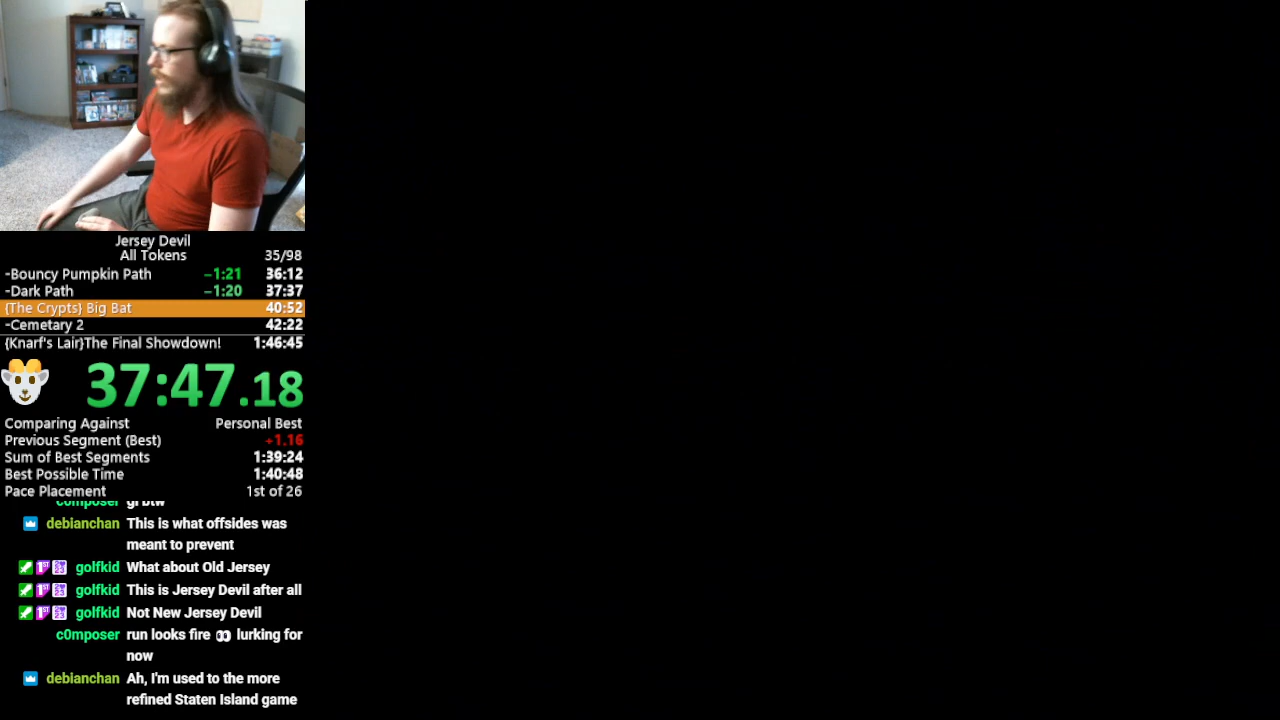 Jersey Devil
All Tokens 35/98
-Bouncy Pumpkin Path −1:21 36:12
-Dark Path −1:20 37:37
{The Crypts} Big Bat 40:52
-Cemetary 2 42:22
{Knarf's Lair}The Final Showdown! 1:46:45
37:47.18
Comparing Against Personal Best
Previous Segment (Best) +1.16
Sum of Best Segments 1:39:24
Best Possible Time 1:40:48
Pace Placement 1st of 26
c0mposer gl btw
debianchan This is what offsides was
meant to prevent
golfkid What about Old Jersey
golfkid This is Jersey Devil after all
golfkid Not New Jersey Devil
c0mposer run looks fire 👀 lurking for
now
debianchan Ah, I'm used to the more
refined Staten Island game